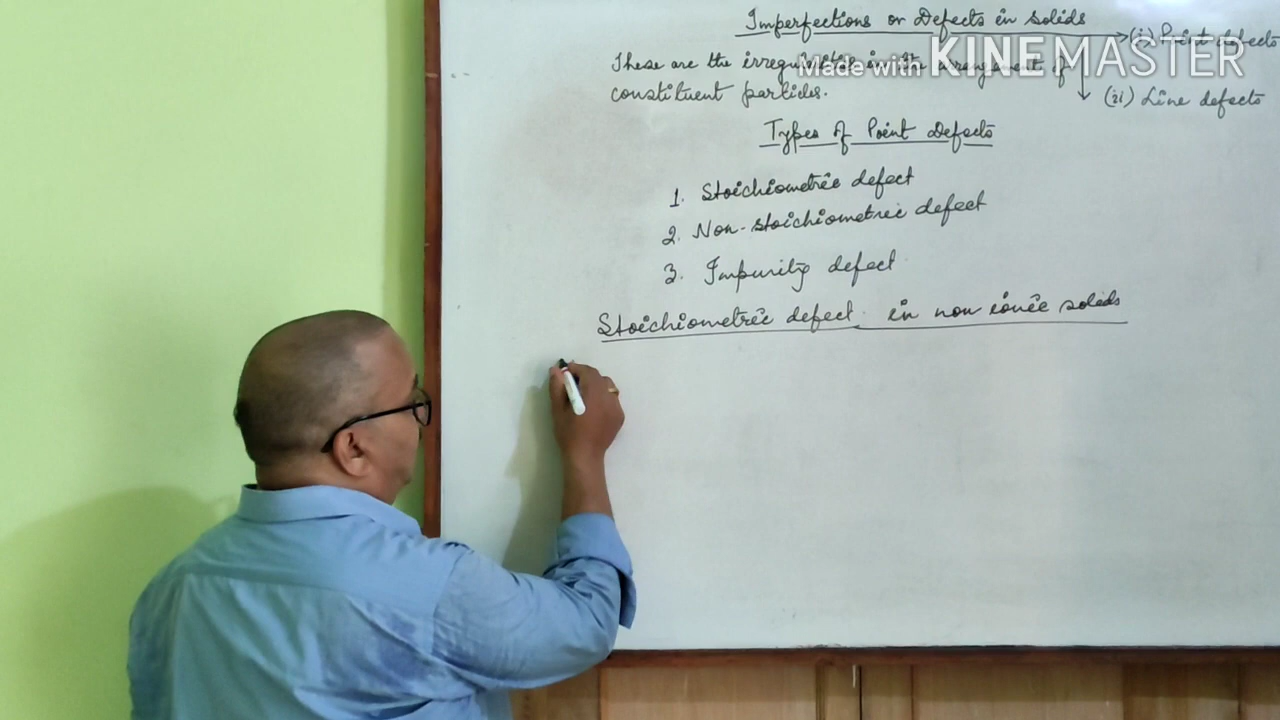 Imperfections or Defects in Solids
→(i) Point defects
These are the irregularities in the arrangement of
constituent particles.
(ii) Line defects
Made with KINEMASTER
Types of Point Defects
1. Stoichiometric defect
2. Non-stoichiometric defect
3. Impurity defect
Stoichiometric defect in non ionic solids